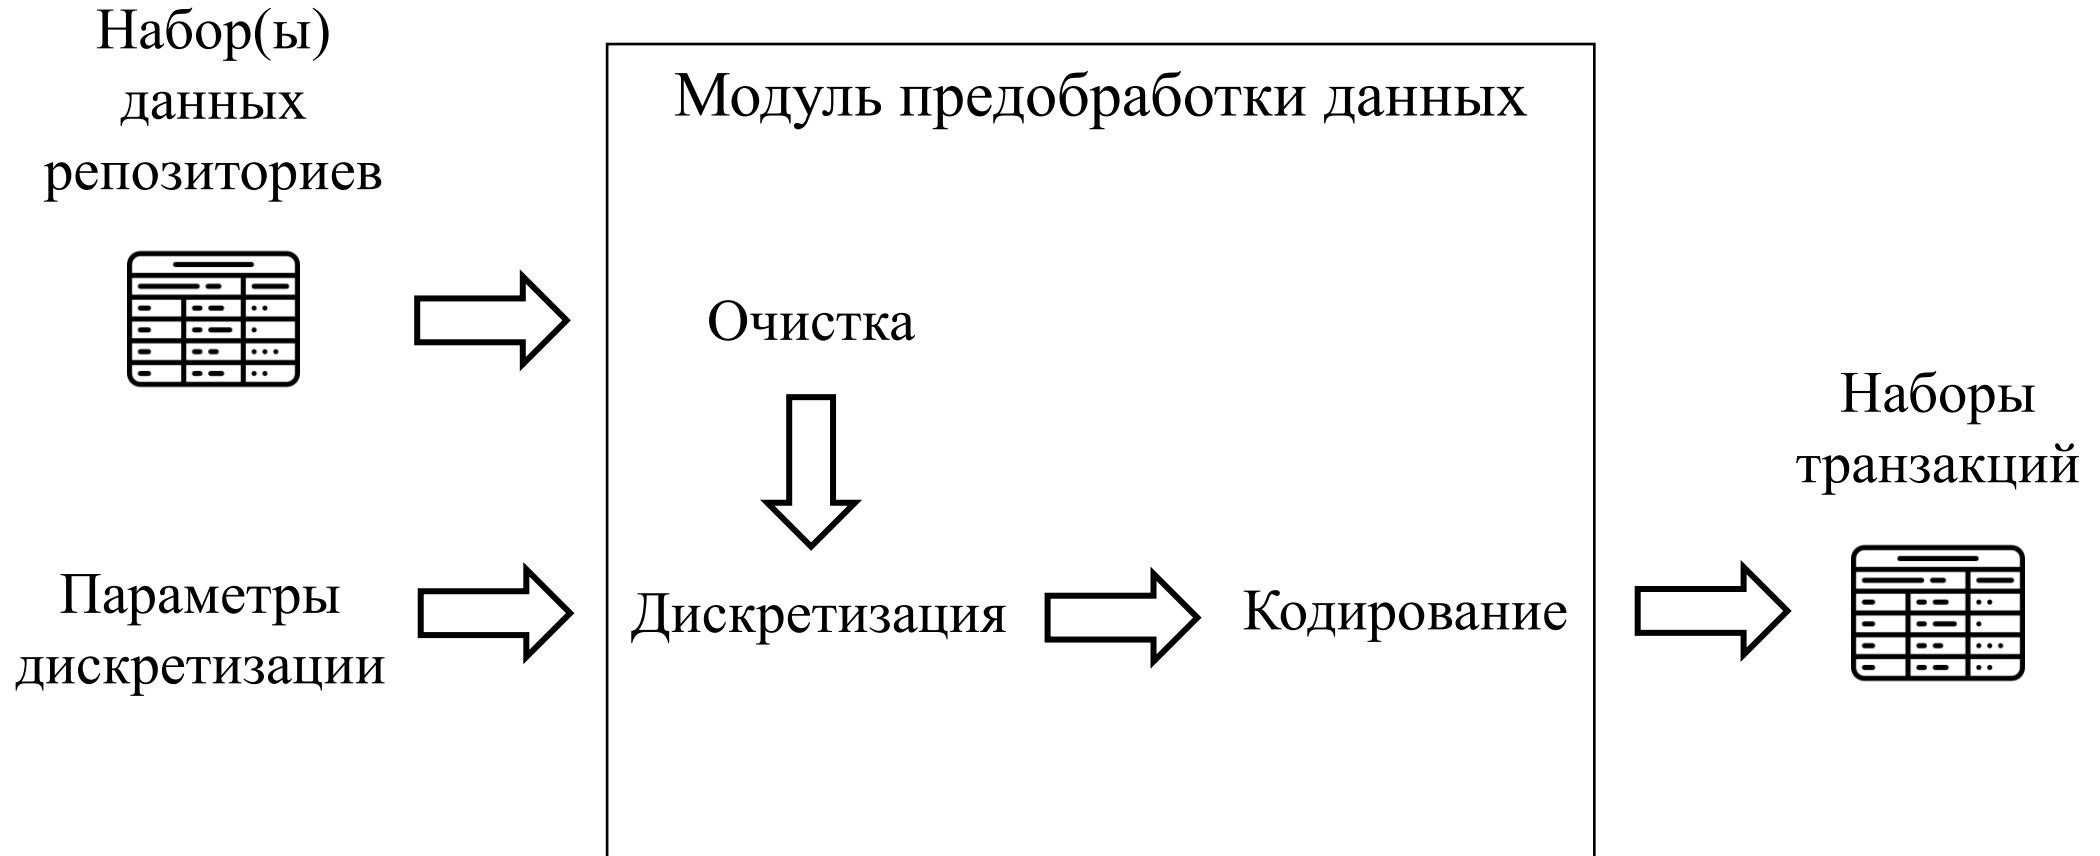 Набор(ы)
данных
репозиториев
Модуль предобработки данных
Очистка
Наборы
транзакций
Параметры
дискретизации
Дискретизация
Кодирование